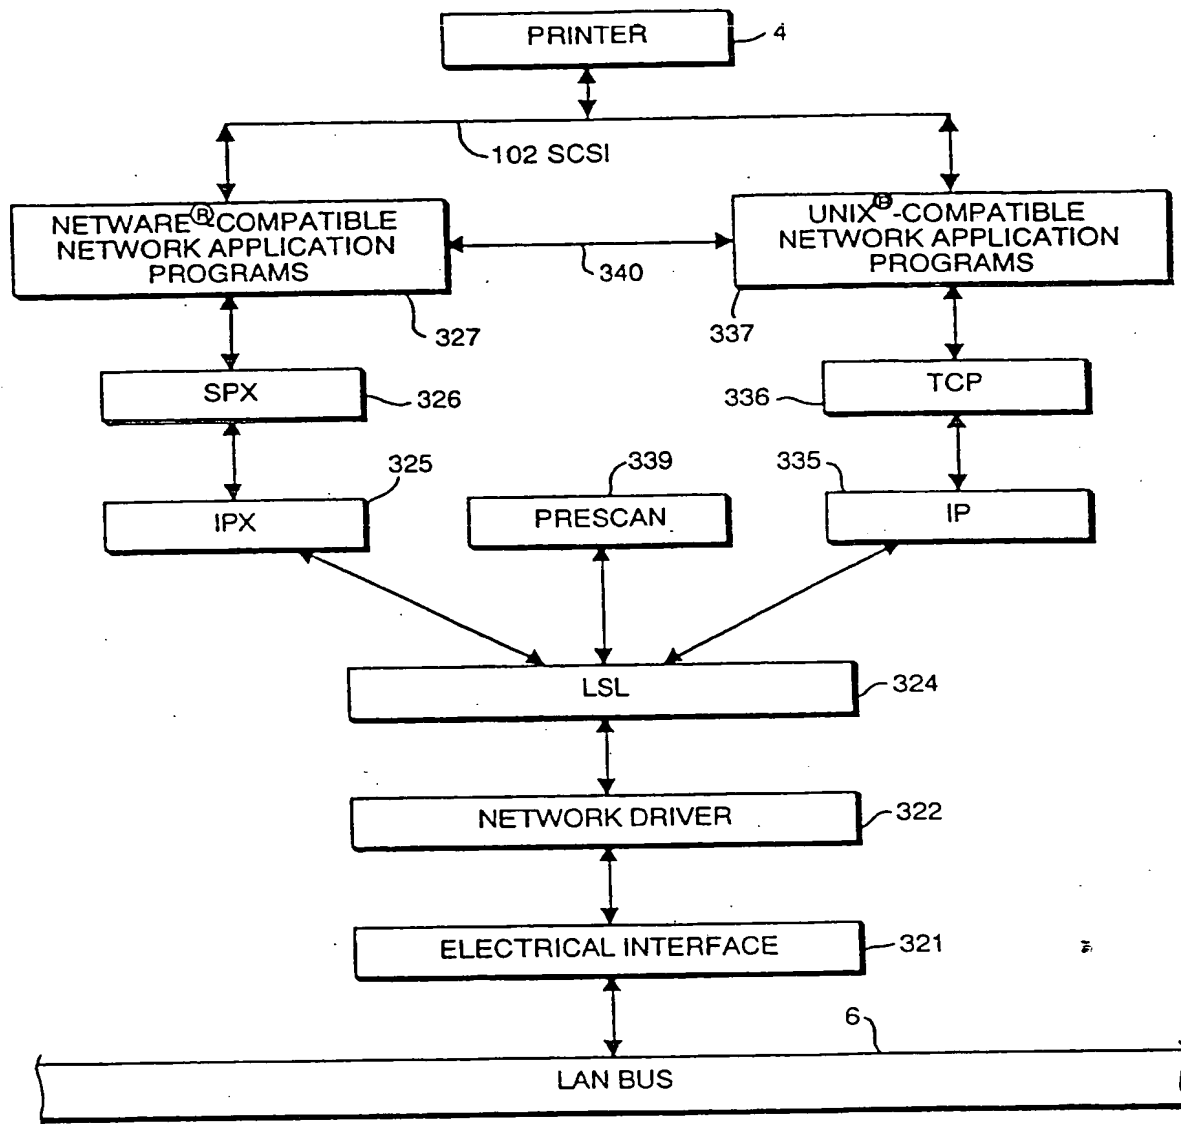 PRINTER
4
102 SCSI
NETWARE®-COMPATIBLE
NETWORK APPLICATION
PROGRAMS
327
340
UNIX®-COMPATIBLE
NETWORK APPLICATION
PROGRAMS
337
SPX
326
TCP
336
IPX
325
PRESCAN
339
IP
335
LSL
324
NETWORK DRIVER
322
ELECTRICAL INTERFACE
321
6
LAN BUS